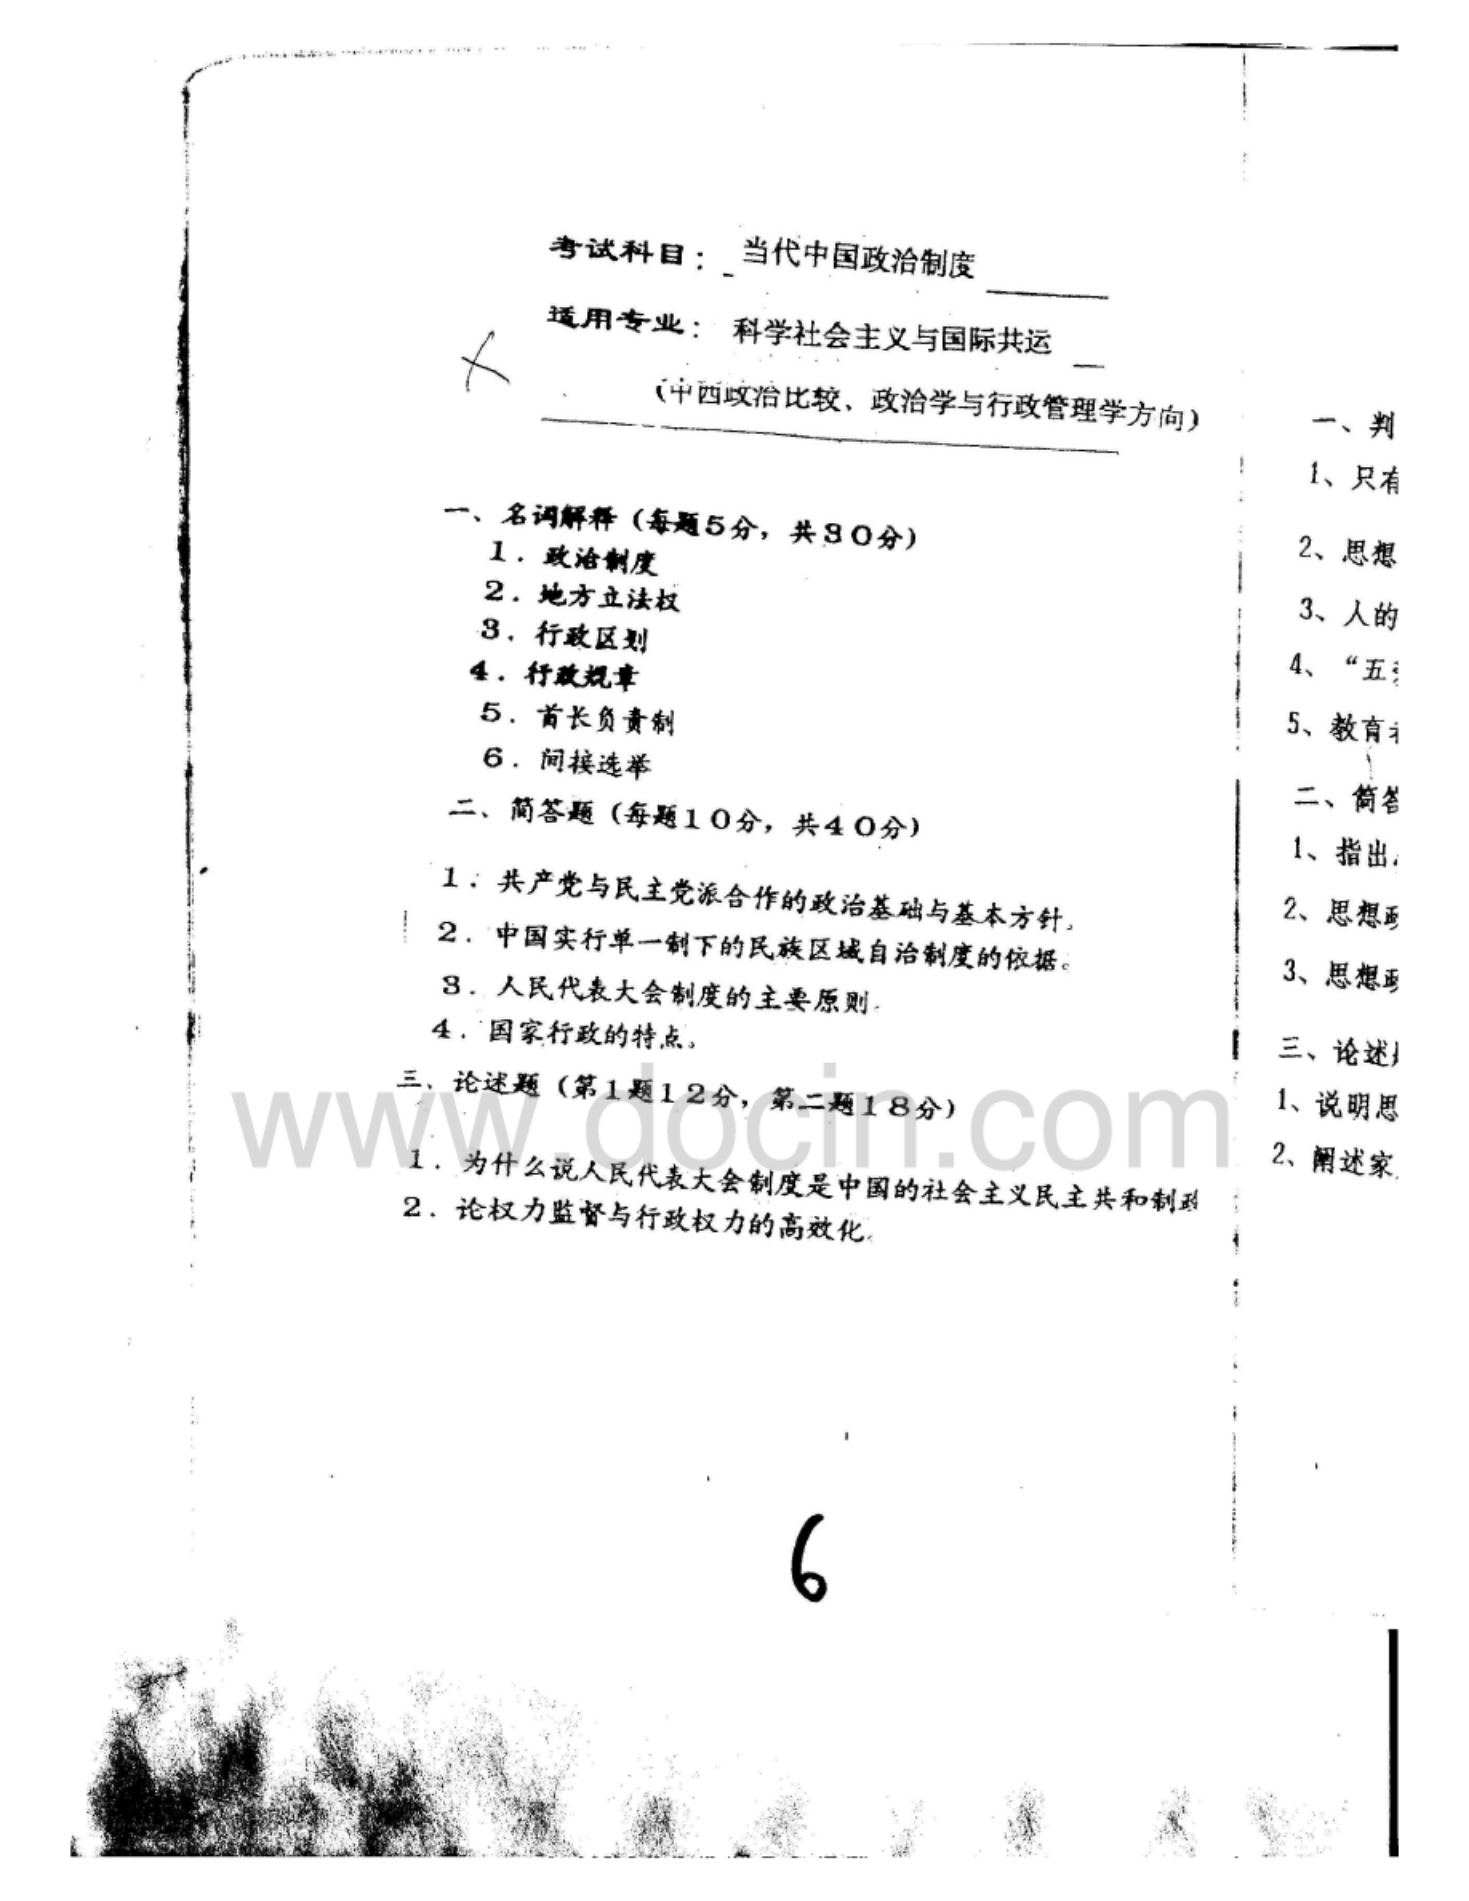 考试科目： 当代中国政治制度
适用专业： 科学社会主义与国际共运
（中西政治比较、政治学与行政管理学方向）
一、名词解释（每题5分，共30分）
1．政治制度
2．地方立法权
3．行政区划
4．行政规章
5．首长负责制
6．间接选举
二、简答题（每题10分，共40分）
1．共产党与民主党派合作的政治基础与基本方针。
2．中国实行单一制下的民族区域自治制度的依据。
3．人民代表大会制度的主要原则.
4．国家行政的特点。
三、论述题（第1题12分，第二题18分）
1．为什么说人民代表大会制度是中国的社会主义民主共和制政
2．论权力监督与行政权力的高效化。
6
www.docin.com
一、判
1、只有
2、思想
3、人的
4、“五
5、教育
二、简答
1、指出
2、思想政
3、思想政
三、论述
1、说明思
2、阐述家